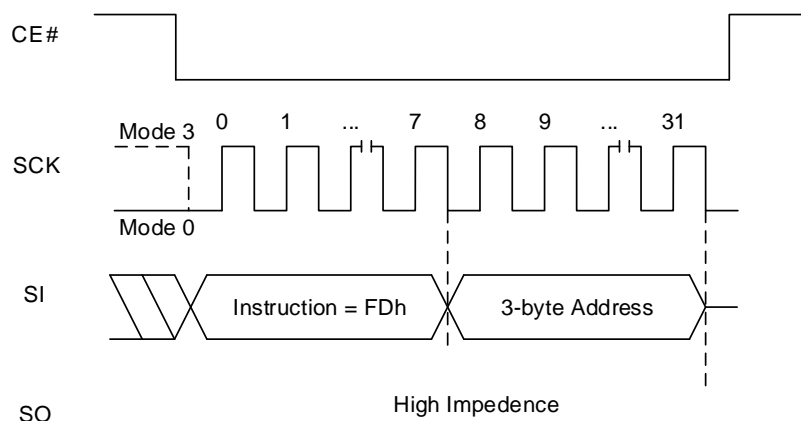 CE#
0 1 ... 7 8 9 ... 31
Mode 3
SCK
Mode 0
SI
Instruction = FDh
3-byte Address
High Impedence
SO